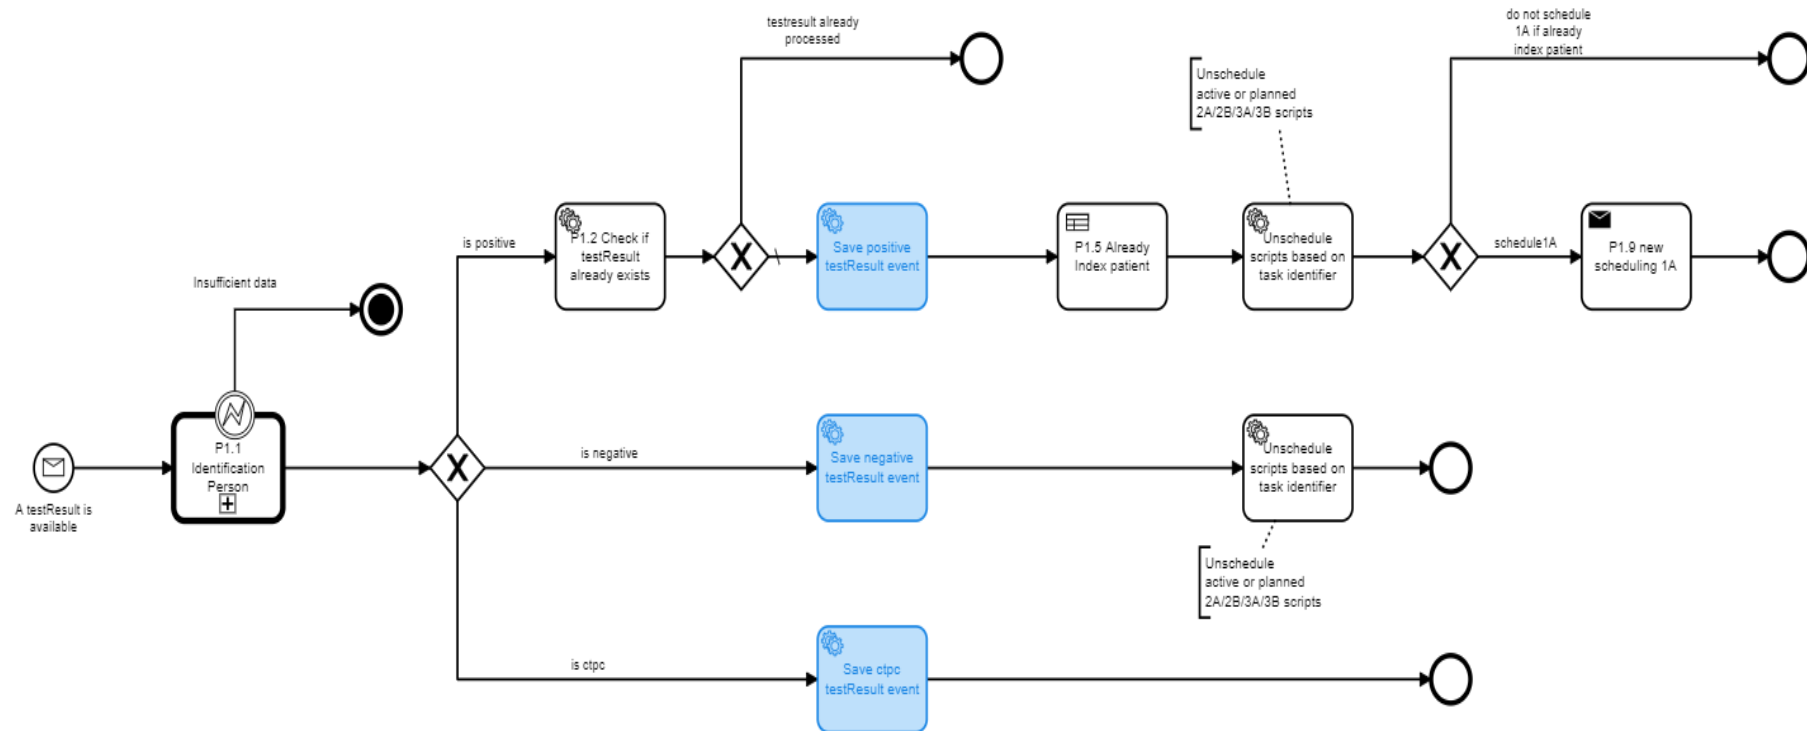 testresult already
processed
do not schedule
1A if already
index patient
Unschedule
active or planned
2A/2B/3A/3B scripts
is positive
P1.2 Check if
testResult
already exists
Save positive
testResult event
P1.5 Already
Index patient
Unschedule
scripts based on
task identifier
schedule1A
P1.9 new
scheduling 1A
Insufficient data
A testResult is
available
P1.1
Identification
Person
is negative
Save negative
testResult event
Unschedule
scripts based on
task identifier
Unschedule
active or planned
2A/2B/3A/3B scripts
is ctpc
Save ctpc
testResult event